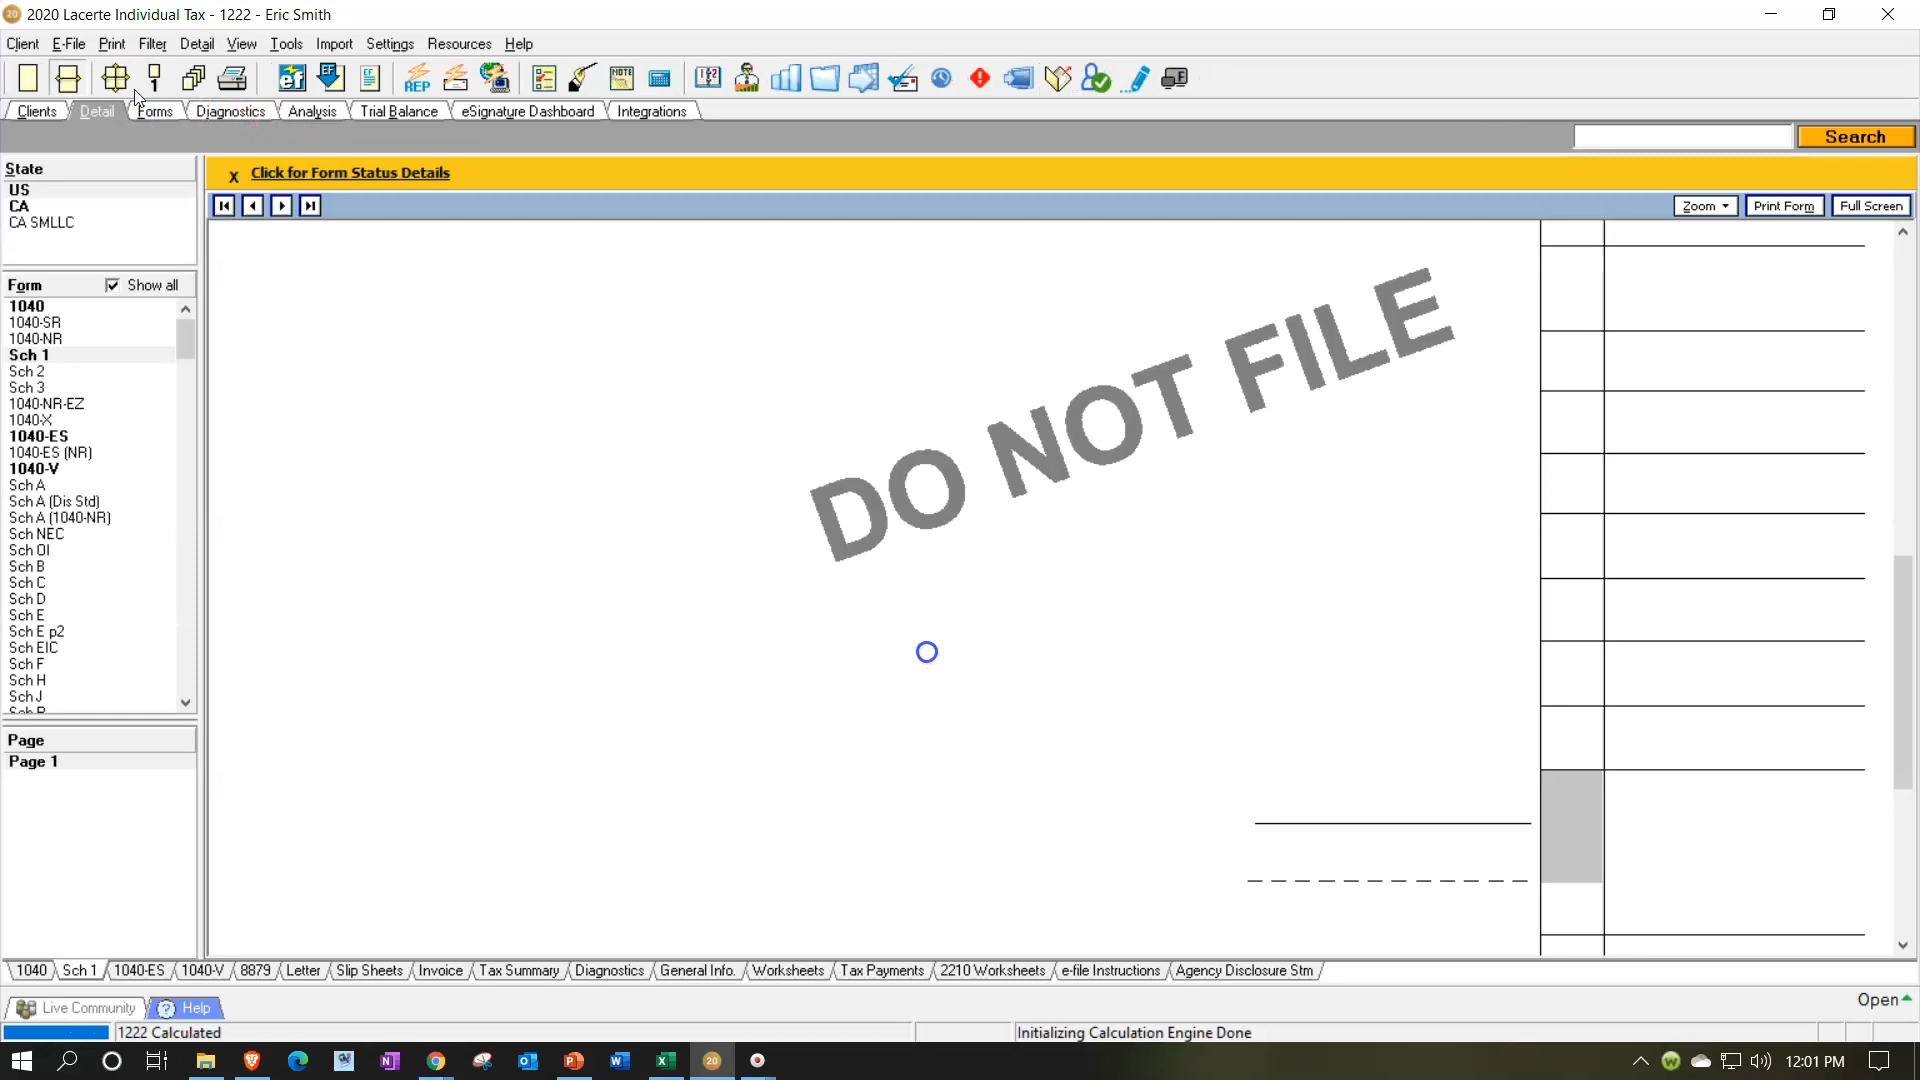 20 2020 Lacerte Individual Tax - 1222 - Eric Smith
Client E-File Print Filter Detail View Tools Import Settings Resources Help
1 ef EF REP NOTE
Clients Detail Forms Diagnostics Analysis Trial Balance eSignature Dashboard Integrations
Search
State
US
CA
CA SMLLC
x Click for Form Status Details
Zoom Print Form Full Screen
Form Show all
1040
1040-SR
1040-NR
Sch 1
Sch 2
Sch 3
1040-NR-EZ
1040-X
1040-ES
1040-ES (NR)
1040-V
Sch A
Sch A (Dis Std)
Sch A (1040-NR)
Sch NEC
Sch OI
Sch B
Sch C
Sch D
Sch E
Sch E p2
Sch EIC
Sch F
Sch H
Sch J
DO NOT FILE
Page
Page 1
1040 Sch 1 1040-ES 1040-V 8879 Letter Slip Sheets Invoice Tax Summary Diagnostics General Info. Worksheets Tax Payments 2210 Worksheets e-file Instructions Agency Disclosure Stm
Live Community ? Help Open
1222 Calculated Initializing Calculation Engine Done
20 12:01 PM